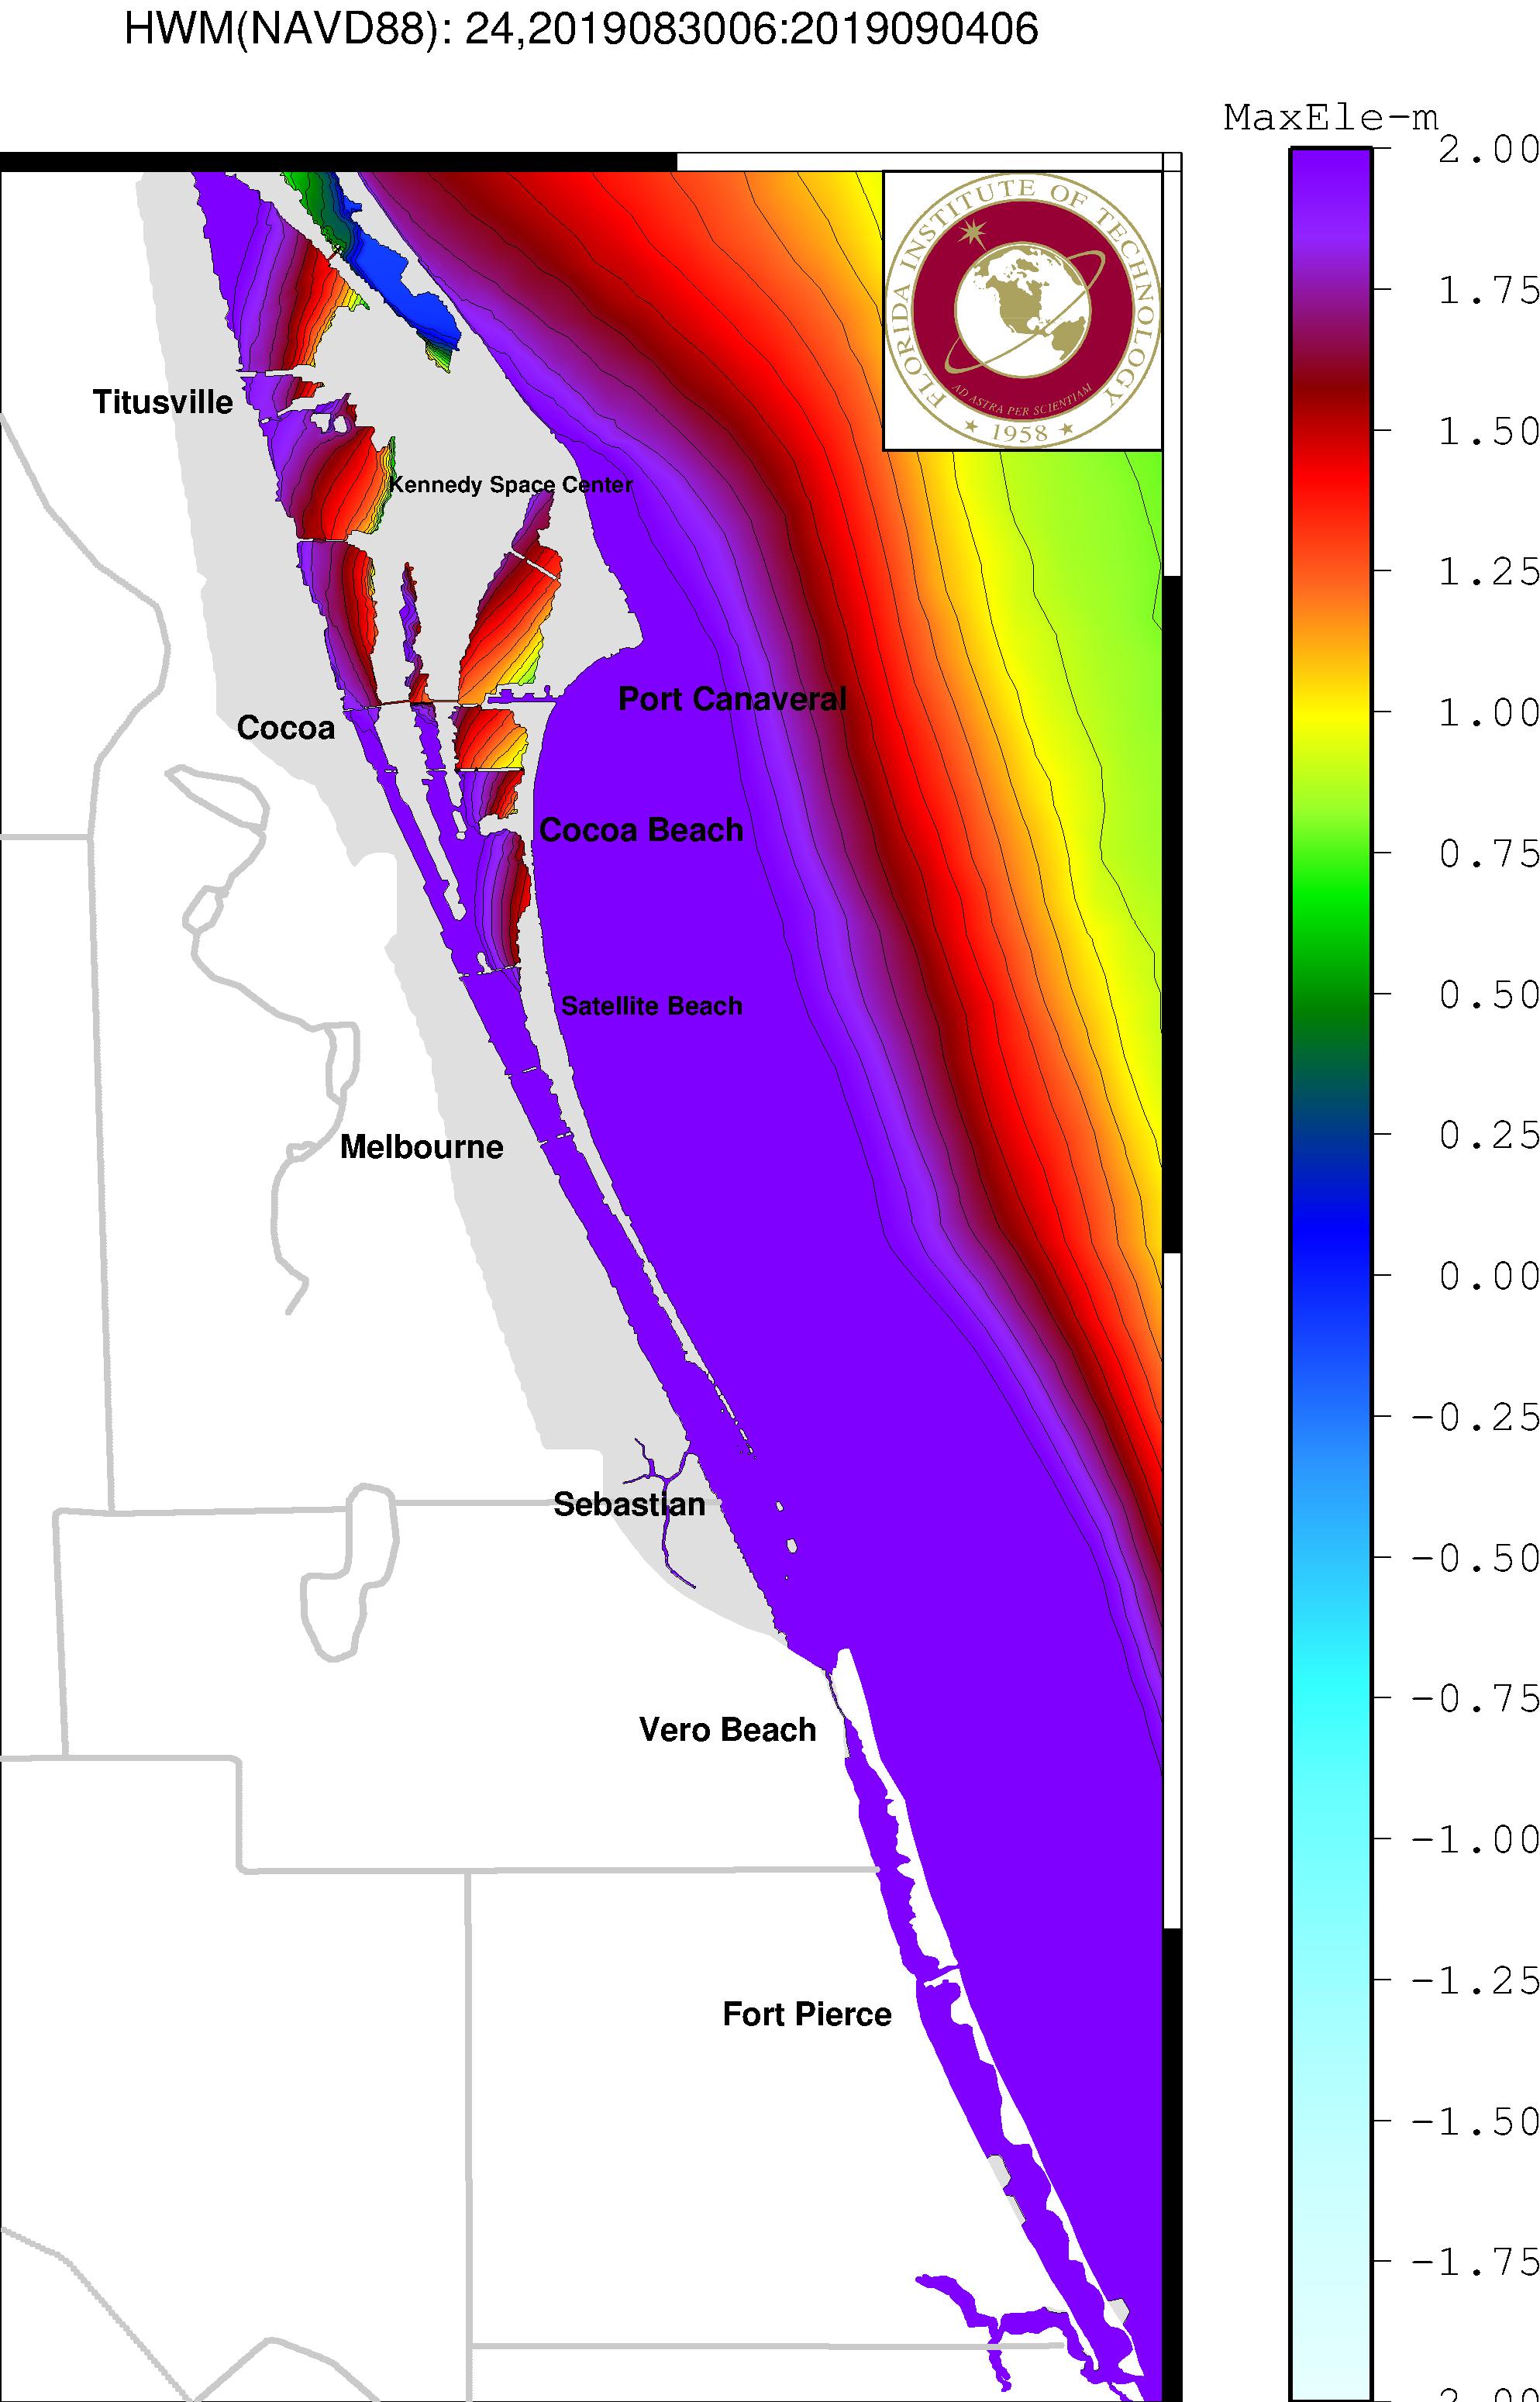 HWM(NAVD88): 24,2019083006:2019090406
MaxEle-m
2.00
1.75
1.50
1.25
1.00
0.75
0.50
0.25
0.00
-0.25
-0.50
-0.75
-1.00
-1.25
-1.50
-1.75
FLORIDA INSTITUTE OF TECHNOLOGY
AD ASTRA PER SCIENTIAM
★ 1958 ★
Titusville
Kennedy Space Center
Port Canaveral
Cocoa
Cocoa Beach
Satellite Beach
Melbourne
Sebastian
Vero Beach
Fort Pierce